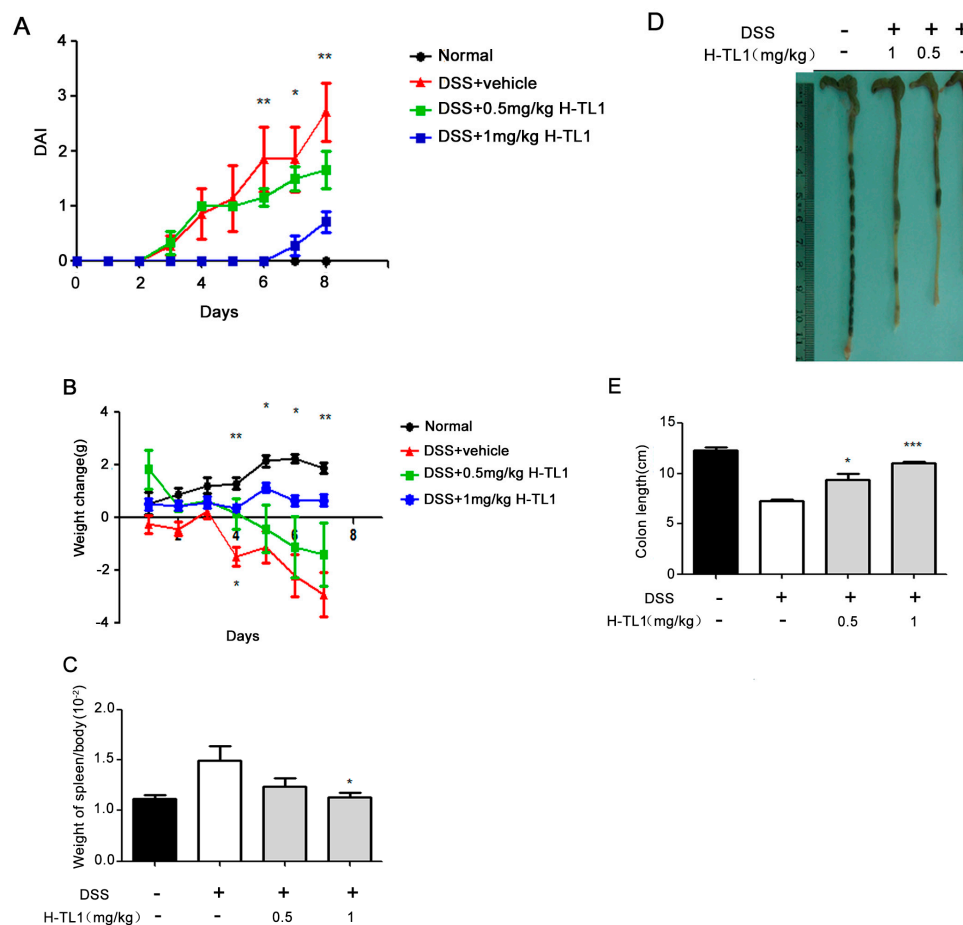 A
4
3
2
1
0
DAI
0 2 4 6 8
Days
** * **
Normal
DSS+vehicle
DSS+0.5mg/kg H-TL1
DSS+1mg/kg H-TL1
B
4
2
0
-2
-4
Weight change(g)
** * * **
*
4 6 8
Days
Normal
DSS+vehicle
DSS+0.5mg/kg H-TL1
DSS+1mg/kg H-TL1
C
2.0
1.5
1.0
0.0
Weight of spleen/body (10⁻²)
*
DSS - + + +
H-TL1(mg/kg) - - 0.5 1
D
DSS - + + +
H-TL1(mg/kg) - 1 0.5 -
E
15
10
5
0
Colon length(cm)
* ***
DSS - + + +
H-TL1(mg/kg) - - 0.5 1